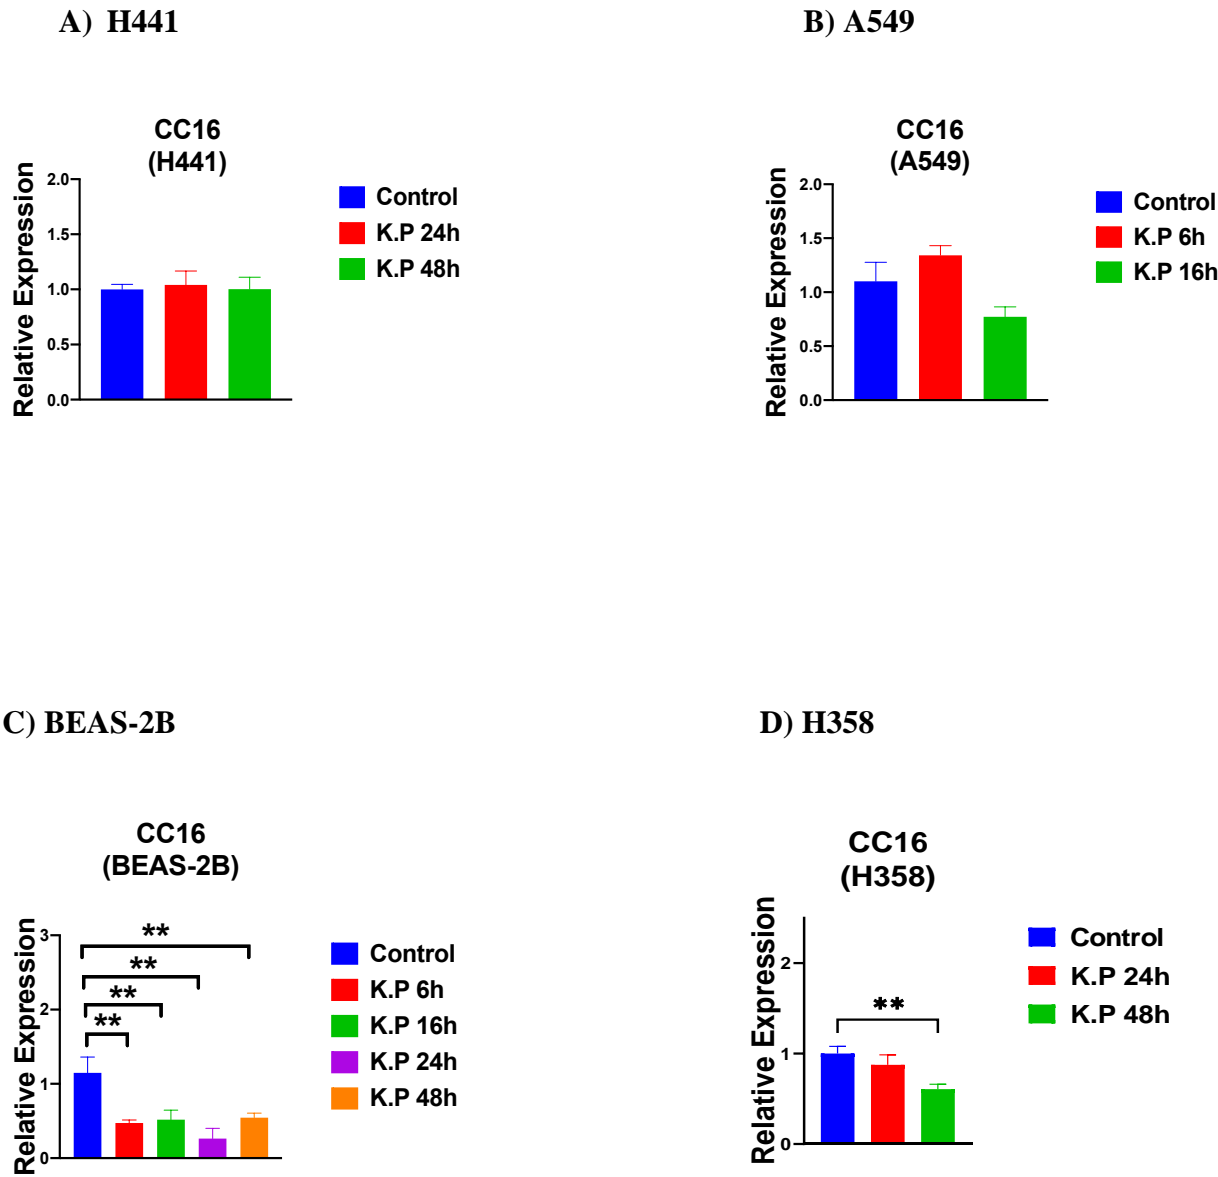 A) H441
CC16
(H441)
Relative Expression
2.0
1.5
1.0
0.5
0.0
Control
K.P 24h
K.P 48h
B) A549
CC16
(A549)
Relative Expression
2.0
1.5
1.0
0.5
0.0
Control
K.P 6h
K.P 16h
C) BEAS-2B
CC16
(BEAS-2B)
Relative Expression
3
2
1
0
**
**
**
**
Control
K.P 6h
K.P 16h
K.P 24h
K.P 48h
D) H358
CC16
(H358)
Relative Expression
2
1
0
**
Control
K.P 24h
K.P 48h